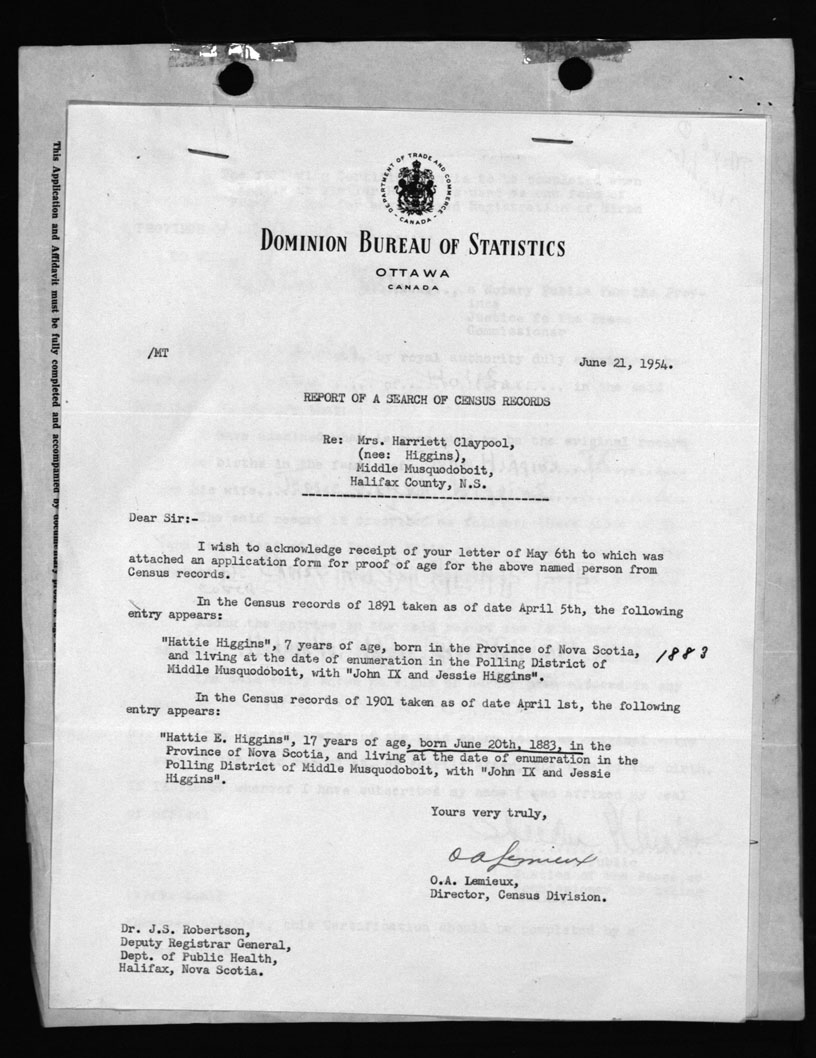 DEPARTMENT OF TRADE AND COMMERCE
- CANADA -
DOMINION BUREAU OF STATISTICS
OTTAWA
CANADA
/MT
June 21, 1954.
REPORT OF A SEARCH OF CENSUS RECORDS
Re: Mrs. Harriett Claypool,
(nee: Higgins),
Middle Musquodoboit,
Halifax County, N.S.
Dear Sir:-
I wish to acknowledge receipt of your letter of May 6th to which was
attached an application form for proof of age for the above named person from
Census records.
In the Census records of 1891 taken as of date April 5th, the following
entry appears:
"Hattie Higgins", 7 years of age, born in the Province of Nova Scotia,
and living at the date of enumeration in the Polling District of
Middle Musquodoboit, with "John IX and Jessie Higgins".
1883
In the Census records of 1901 taken as of date April 1st, the following
entry appears:
"Hattie E. Higgins", 17 years of age, born June 20th, 1883, in the
Province of Nova Scotia, and living at the date of enumeration in the
Polling District of Middle Musquodoboit, with "John IX and Jessie
Higgins".
Yours very truly,
O A Lemieux
O.A. Lemieux,
Director, Census Division.
Dr. J.S. Robertson,
Deputy Registrar General,
Dept. of Public Health,
Halifax, Nova Scotia.
This Application and Affidavit must be fully completed and accompanied by documentary